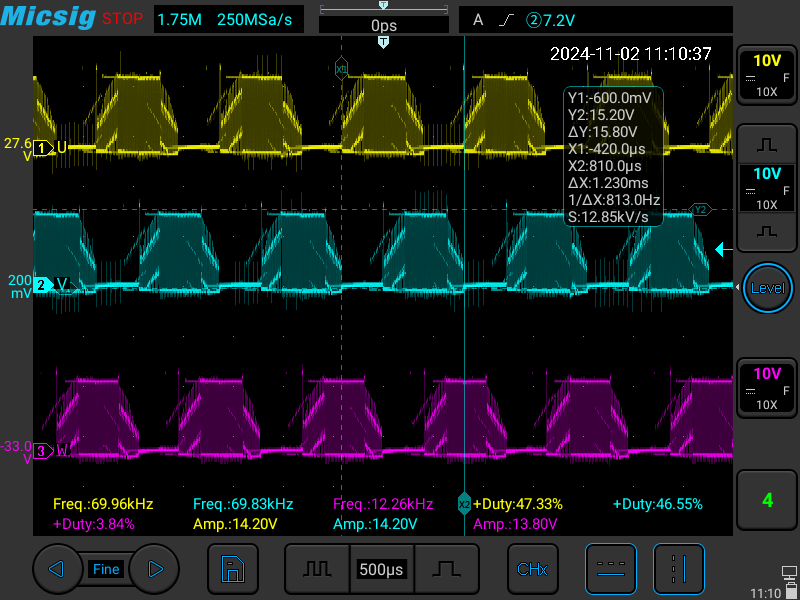 Micsig STOP 1.75M 250MSa/s 0ps A ②7.2V
T
2024-11-02 11:10:37
10V
F
10X
X1
27.6
V
1 U
Y1:-600.0mV
Y2:15.20V
ΔY:15.80V
X1:-420.0μs
X2:810.0μs
ΔX:1.230ms
1/ΔX:813.0Hz
S:12.85kV/s
10V
F
10X
Y2
200
mV
2 V
Level
10V
F
10X
-33.0
V
3 W
Freq.:69.96kHz Freq.:69.83kHz Freq.:12.26kHz X2 +Duty:47.33% +Duty:46.55%
+Duty:3.84% Amp.:14.20V Amp.:14.20V Amp.:13.80V
4
Fine 500μs CHx
11:10